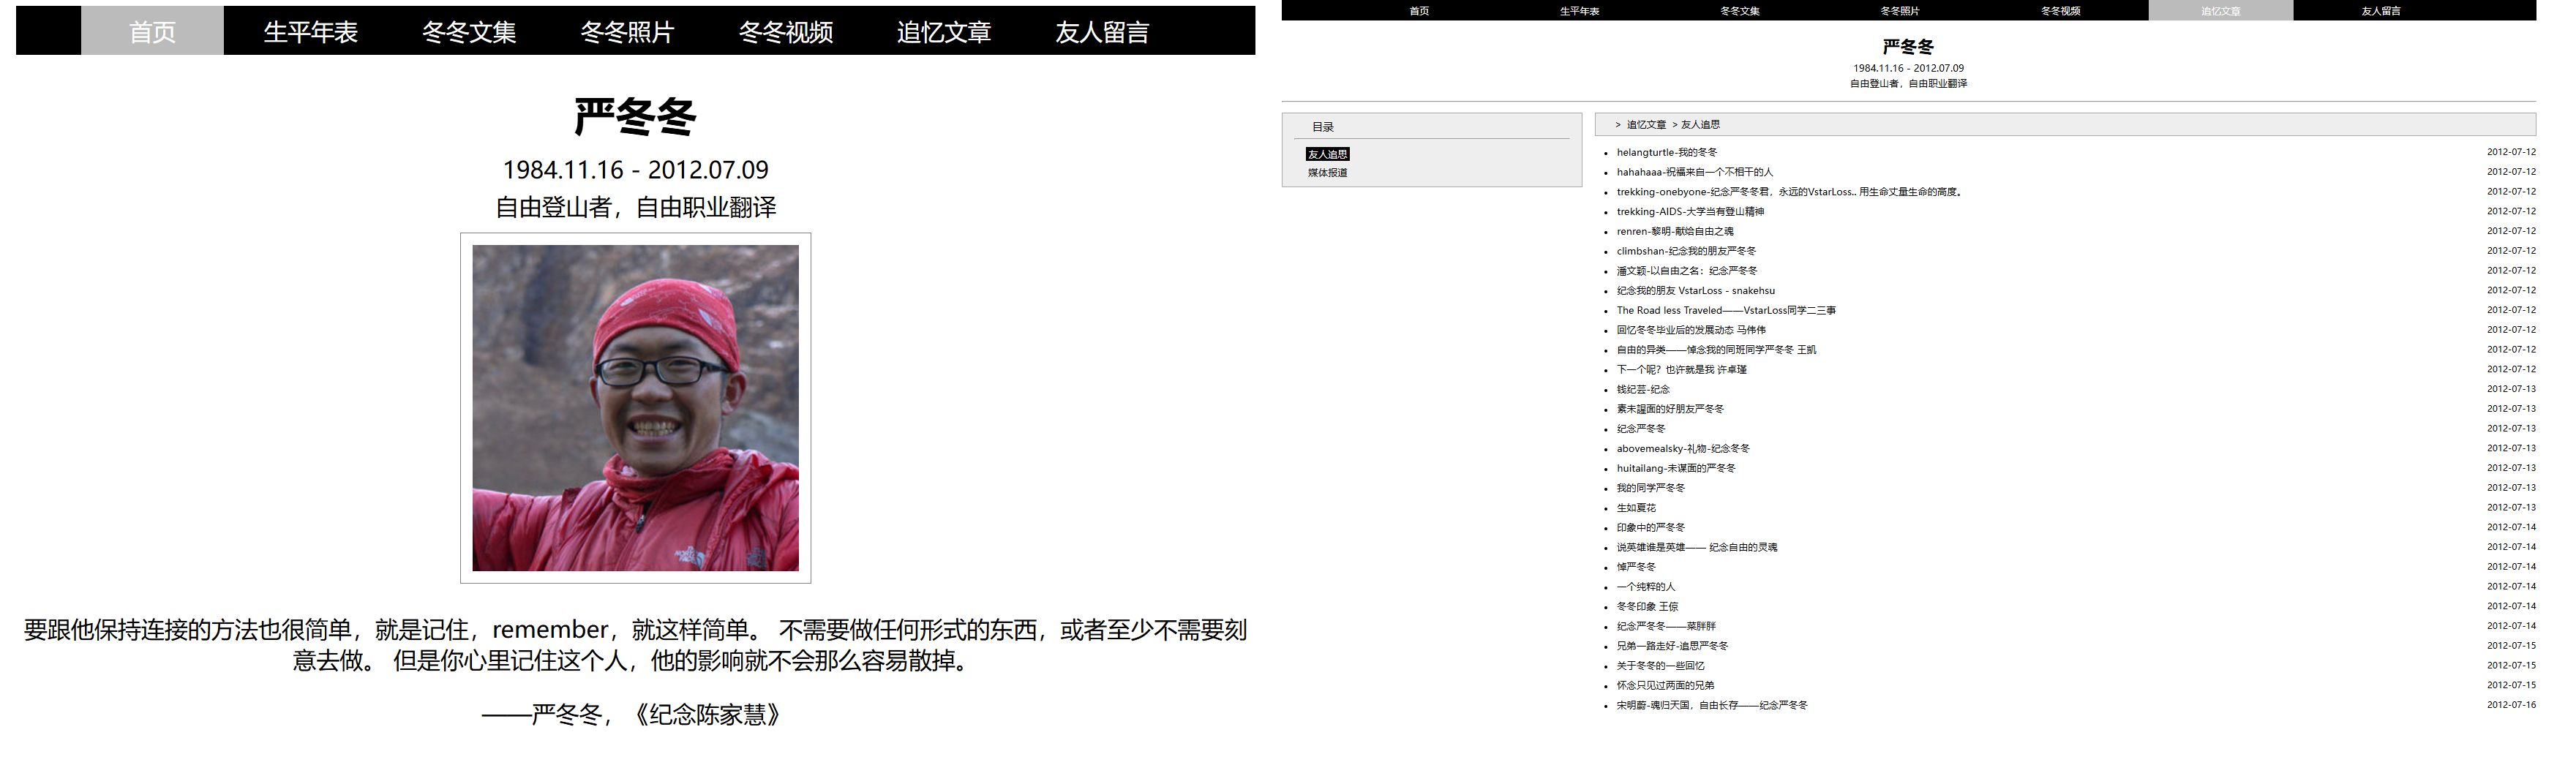 首页 生平年表 冬冬文集 冬冬照片 冬冬视频 追忆文章 友人留言
严冬冬
1984.11.16 - 2012.07.09
自由登山者，自由职业翻译
要跟他保持连接的方法也很简单，就是记住，remember，就这样简单。 不需要做任何形式的东西，或者至少不需要刻
意去做。 但是你心里记住这个人，他的影响就不会那么容易散掉。
——严冬冬，《纪念陈家慧》
首页 生平年表 冬冬文集 冬冬照片 冬冬视频 追忆文章 友人留言
严冬冬
1984.11.16 - 2012.07.09
自由登山者，自由职业翻译
目录
友人追思
媒体报道
> 追忆文章 > 友人追思
helangturtle-我的冬冬 2012-07-12
hahahaaa-祝福来自一个不相干的人 2012-07-12
trekking-onebyone-纪念严冬冬君，永远的VstarLoss.. 用生命丈量生命的高度。 2012-07-12
trekking-AIDS-大学当有登山精神 2012-07-12
renren-黎明-献给自由之魂 2012-07-12
climbshan-纪念我的朋友严冬冬 2012-07-12
潘文颖-以自由之名：纪念严冬冬 2012-07-12
纪念我的朋友 VstarLoss - snakehsu 2012-07-12
The Road less Traveled——VstarLoss同学二三事 2012-07-12
回忆冬冬毕业后的发展动态 马伟伟 2012-07-12
自由的异类——悼念我的同班同学严冬冬 王凯 2012-07-12
下一个呢？也许就是我 许卓瑾 2012-07-12
钱纪芸-纪念 2012-07-13
素未謀面的好朋友严冬冬 2012-07-13
纪念严冬冬 2012-07-13
abovemealsky-礼物-纪念冬冬 2012-07-13
huitailang-未谋面的严冬冬 2012-07-13
我的同学严冬冬 2012-07-13
生如夏花 2012-07-13
印象中的严冬冬 2012-07-14
说英雄谁是英雄—— 纪念自由的灵魂 2012-07-14
悼严冬冬 2012-07-14
一个纯粹的人 2012-07-14
冬冬印象 王倞 2012-07-14
纪念严冬冬——菜胖胖 2012-07-14
兄弟一路走好-追思严冬冬 2012-07-15
关于冬冬的一些回忆 2012-07-15
怀念只见过两面的兄弟 2012-07-15
宋明蔚-魂归天国，自由长存——纪念严冬冬 2012-07-16